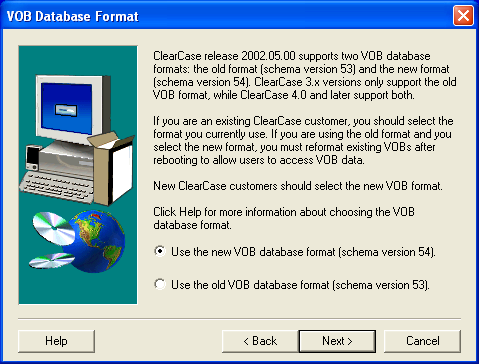 VOB Database Format
ClearCase release 2002.05.00 supports two VOB database
formats: the old format (schema version 53) and the new format
(schema version 54). ClearCase 3.x versions only support the old
VOB format, while ClearCase 4.0 and later support both.
If you are an existing ClearCase customer, you should select the
format you currently use. If you are using the old format and you
select the new format, you must reformat existing VOBs after
rebooting to allow users to access VOB data.
New ClearCase customers should select the new VOB format.
Click Help for more information about choosing the VOB
database format.
Use the new VOB database format (schema version 54).
Use the old VOB database format (schema version 53).
Help
< Back
Next >
Cancel